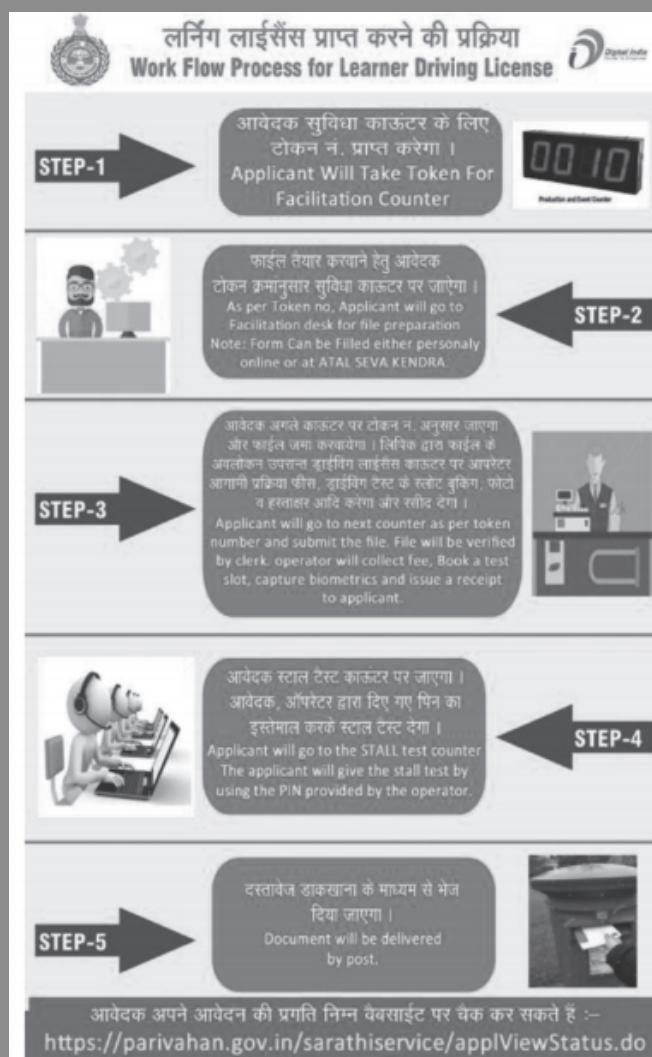 लर्निंग लाईसैंस प्राप्त करने की प्रक्रिया
Work Flow Process for Learner Driving License
Digital India
STEP-1
आवेदक सुविधा काऊंटर के लिए
टोकन नं. प्राप्त करेगा ।
Applicant Will Take Token For
Facilitation Counter
0010
Production and Event Counter
फाईल तैयार करवाने हेतु आवेदक
टोकन क्रमांनुसार सुविधा काऊंटर पर जाऐगा ।
As per Token no, Applicant will go to
Facilitation desk for file preparation
Note: Form Can be Filled either personaly
online or at ATAL SEVA KENDRA.
STEP-2
STEP-3
आवेदक अगले काऊटर पर टोकन नं. अनुसार जाएगा
और फाईल जमा करवायेगा । लिपिक द्वारा फाईल के
अवलोकन उपरान्त ड्राईविंग लाईसैंस काऊटर पर आपरेटर
आगामी प्रक्रिया फीस, ड्राईविंग टैस्ट के स्लोट बुकिंग, फोटो
व हस्ताक्षर आदि करेगा और रसीद देगा ।
Applicant will go to next counter as per token
number and submit the file. File will be verified
by clerk. operator will collect fee, Book a test
slot, capture biometrics and issue a receipt
to applicant.
आवेदक स्टाल टैस्ट काऊंटर पर जाएगा ।
आवेदक, ऑपरेटर द्वारा दिए गए पिन का
इस्तेमाल करके स्टाल टेस्ट देगा ।
Applicant will go to the STALL test counter
The applicant will give the stall test by
using the PIN provided by the operator.
STEP-4
STEP-5
दस्तावेज डाकखाना के माध्यम से भेज
दिया जाएगा ।
Document will be delivered
by post.
आवेदक अपने आवेदन की प्रगति निम्न वैबसाईट पर चैक कर सकते हैं :–
https://parivahan.gov.in/sarathiservice/applViewStatus.do